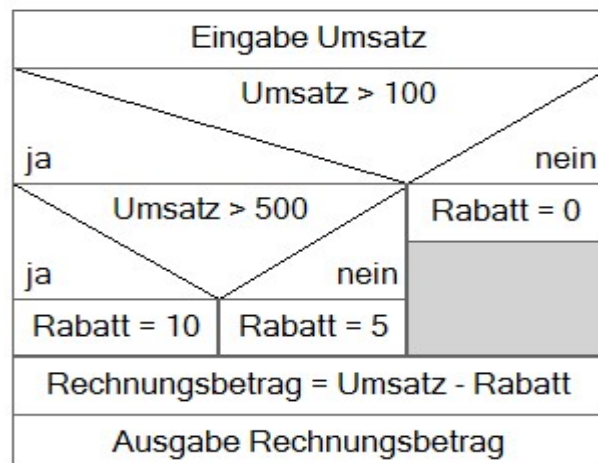 Eingabe Umsatz
Umsatz > 100
ja
nein
Umsatz > 500
Rabatt = 0
ja
nein
Rabatt = 10
Rabatt = 5
Rechnungsbetrag = Umsatz - Rabatt
Ausgabe Rechnungsbetrag